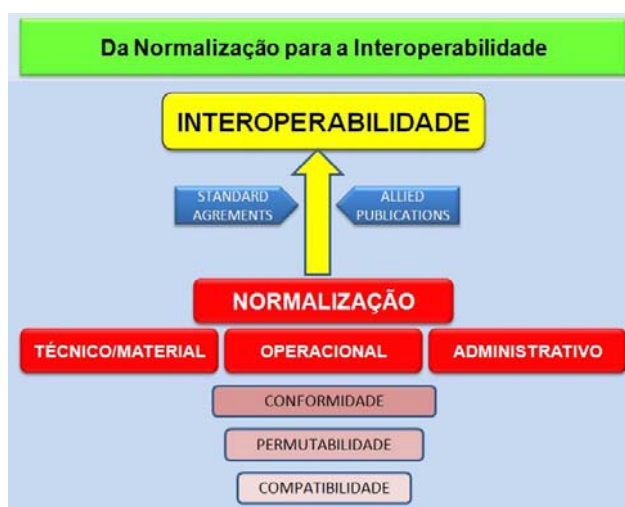 Da Normalização para a Interoperabilidade
INTEROPERABILIDADE
STANDARD
AGREMENTS
ALLIED
PUBLICATIONS
NORMALIZAÇÃO
TÉCNICO/MATERIAL
OPERACIONAL
ADMINISTRATIVO
CONFORMIDADE
PERMUTABILIDADE
COMPATIBILIDADE